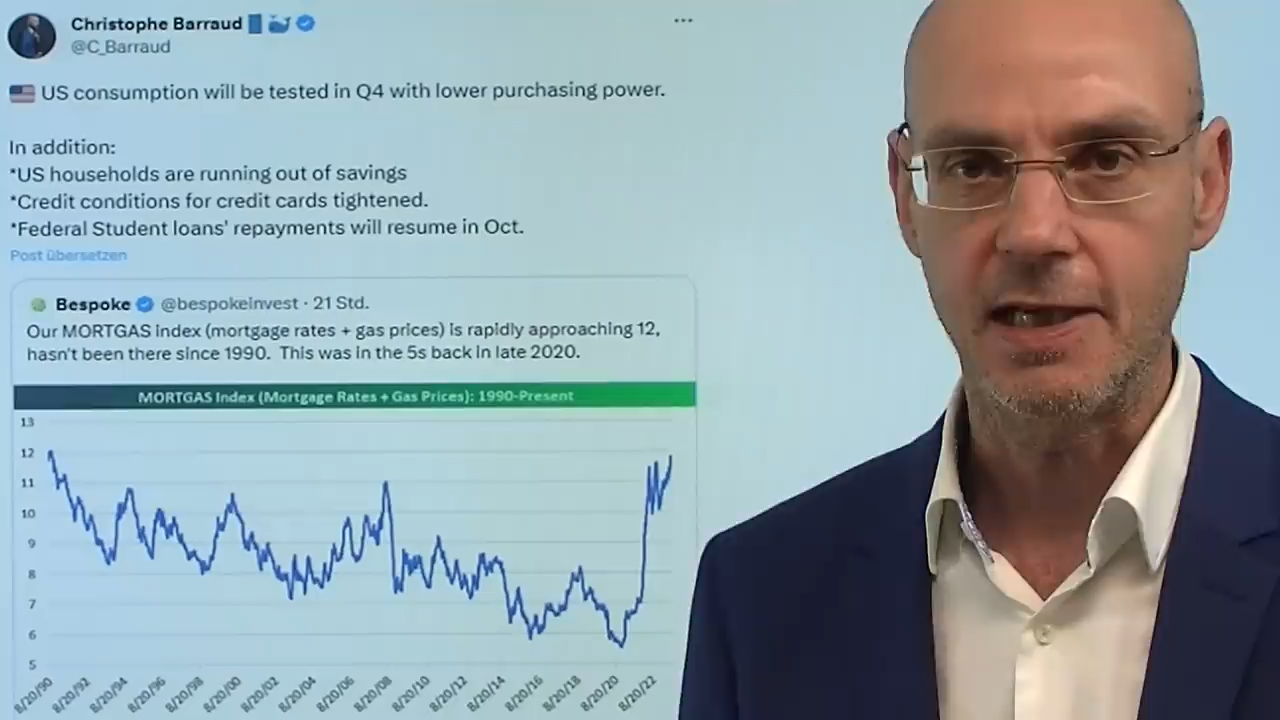 Christophe Barraud
@C_Barraud
US consumption will be tested in Q4 with lower purchasing power.
In addition:
*US households are running out of savings
*Credit conditions for credit cards tightened.
*Federal Student loans' repayments will resume in Oct.
Post übersetzen
Bespoke @bespokeinvest · 21 Std.
Our MORTGAS index (mortgage rates + gas prices) is rapidly approaching 12,
hasn't been there since 1990. This was in the 5s back in late 2020.
MORTGAS Index (Mortgage Rates + Gas Prices): 1990-Present
13
12
11
10
9
8
7
6
5
8/20/90 8/20/92 8/20/94 8/20/96 8/20/98 8/20/00 8/20/02 8/20/04 8/20/06 8/20/08 8/20/10 8/20/12 8/20/14 8/20/16 8/20/18 8/20/20 8/20/22